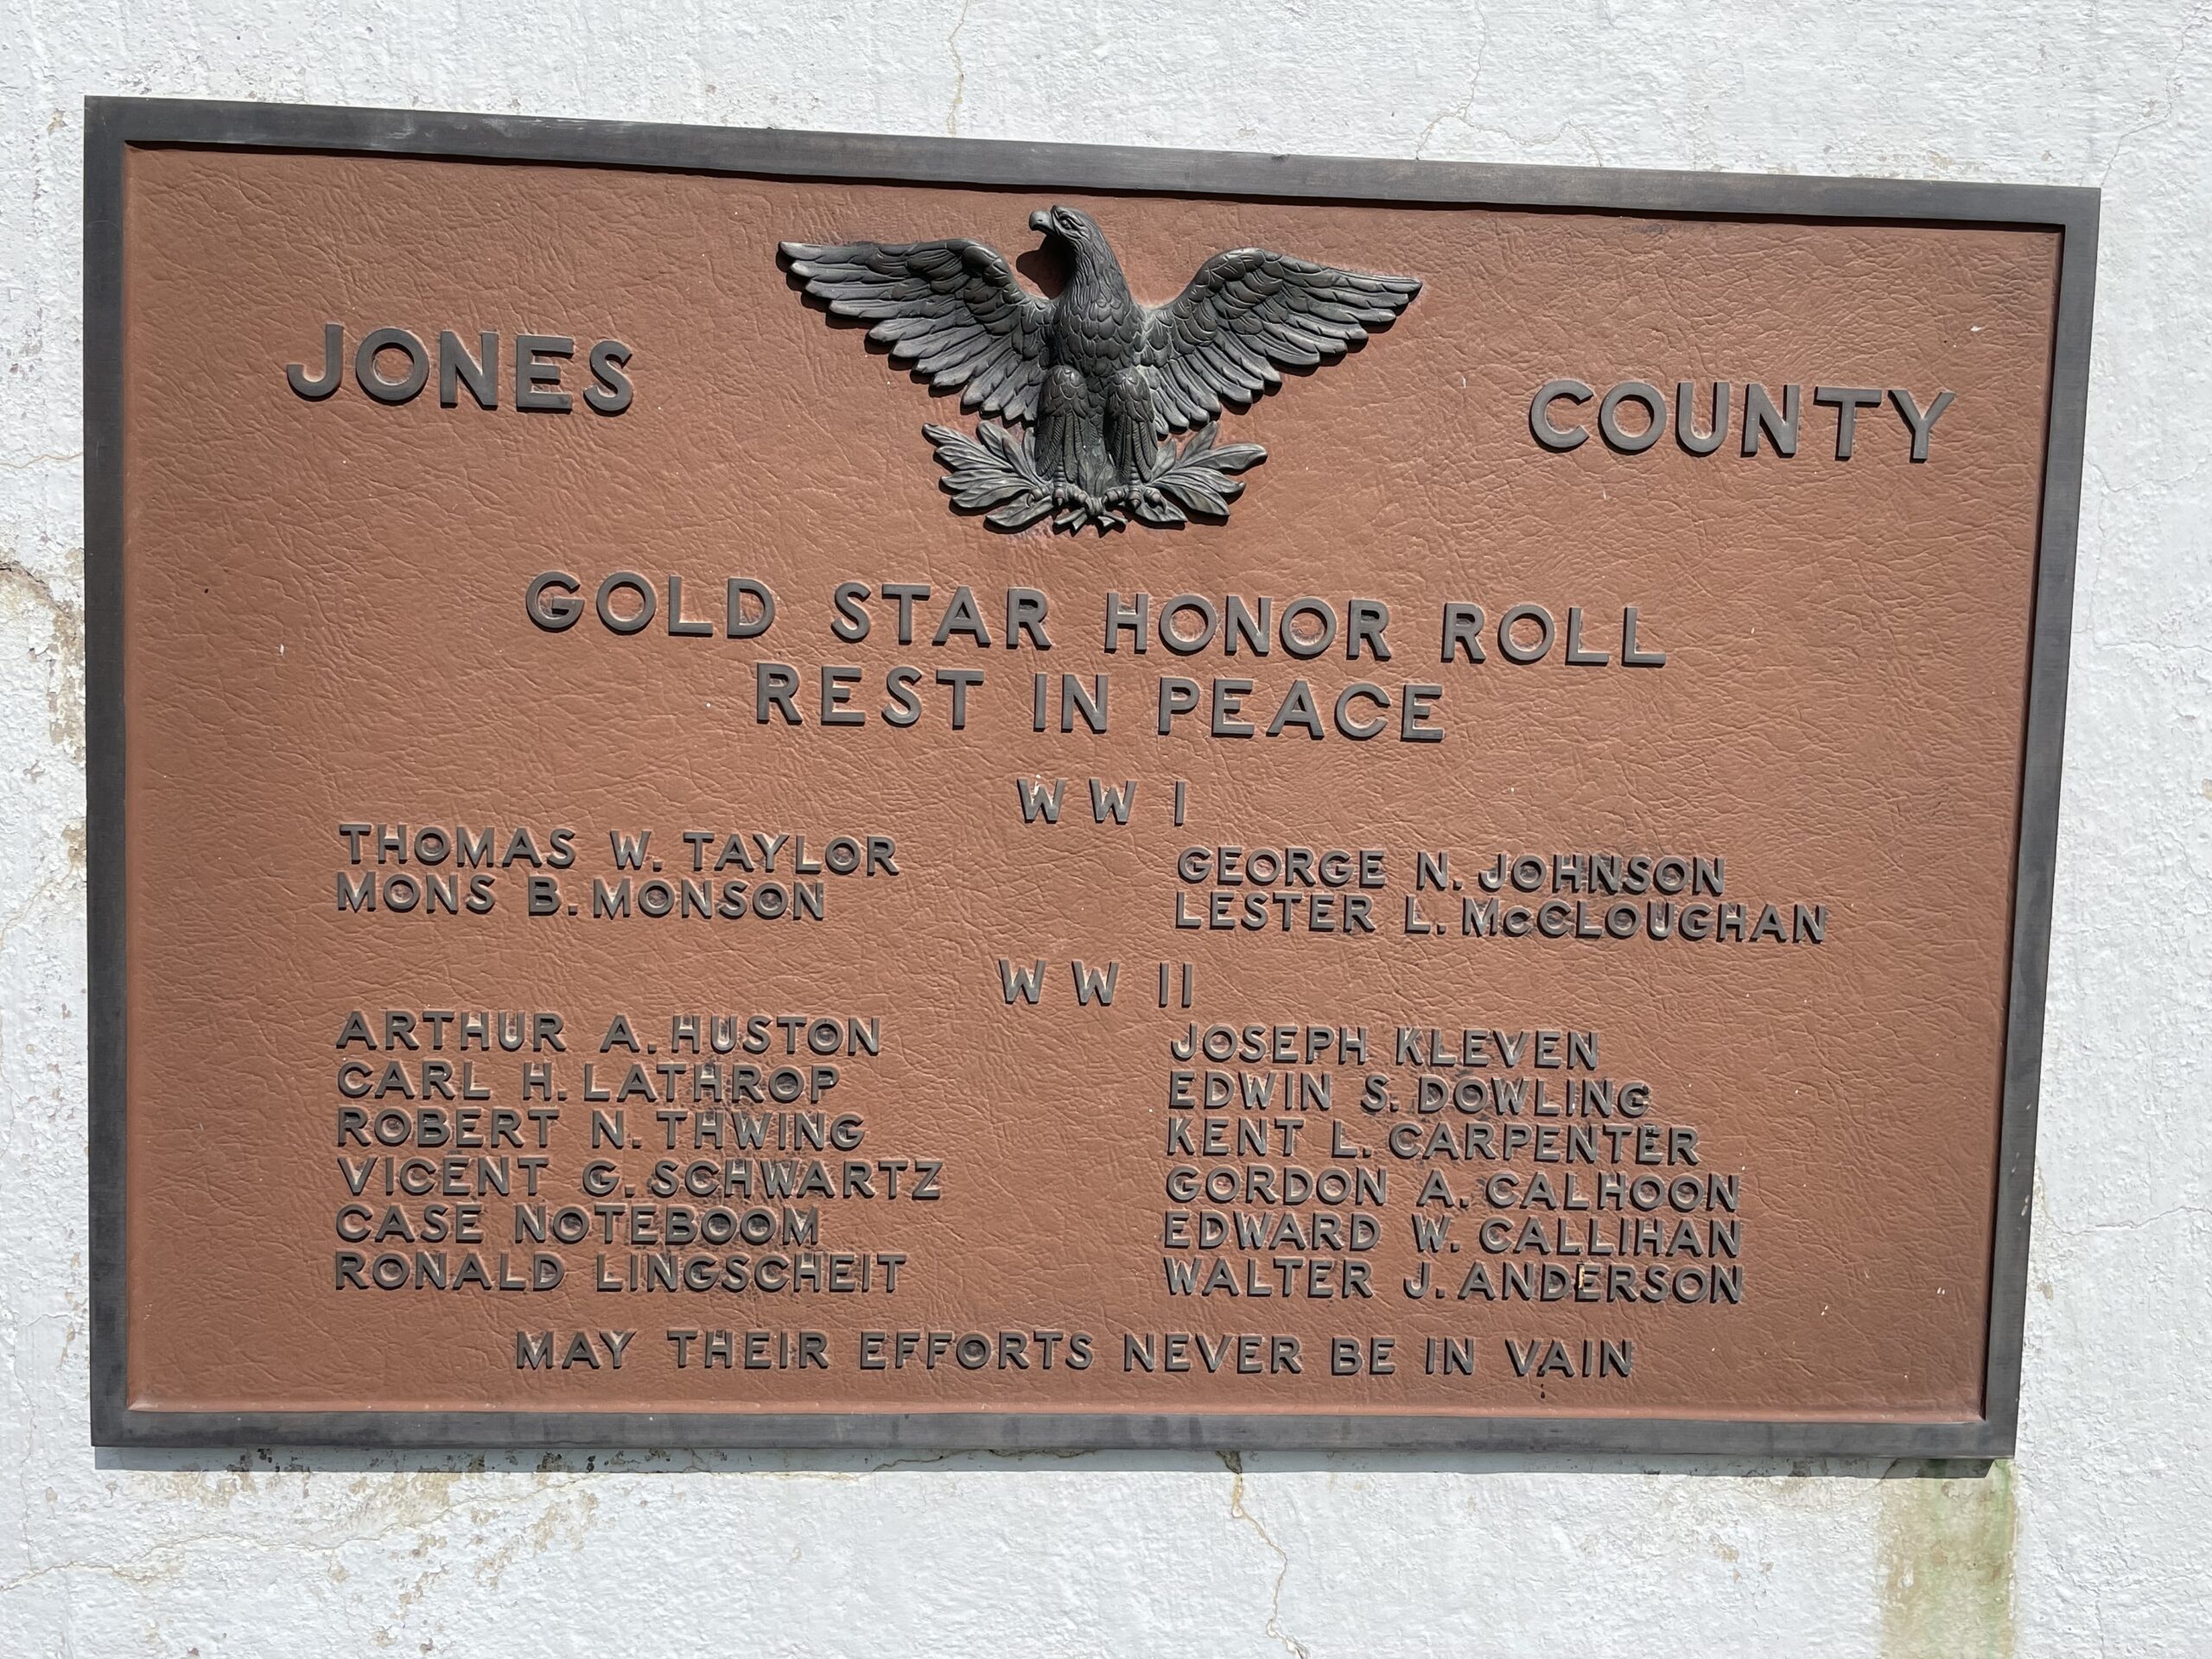 JONES COUNTY
GOLD STAR HONOR ROLL
REST IN PEACE
WW I
THOMAS W. TAYLOR GEORGE N. JOHNSON
MONS B. MONSON LESTER L. McCLOUGHAN
WW II
ARTHUR A. HUSTON JOSEPH KLEVEN
CARL H. LATHROP EDWIN S. DOWLING
ROBERT N. THWING KENT L. CARPENTER
VICENT G. SCHWARTZ GORDON A. CALHOON
CASE NOTEBOOM EDWARD W. CALLIHAN
RONALD LINGSCHEIT WALTER J. ANDERSON
MAY THEIR EFFORTS NEVER BE IN VAIN